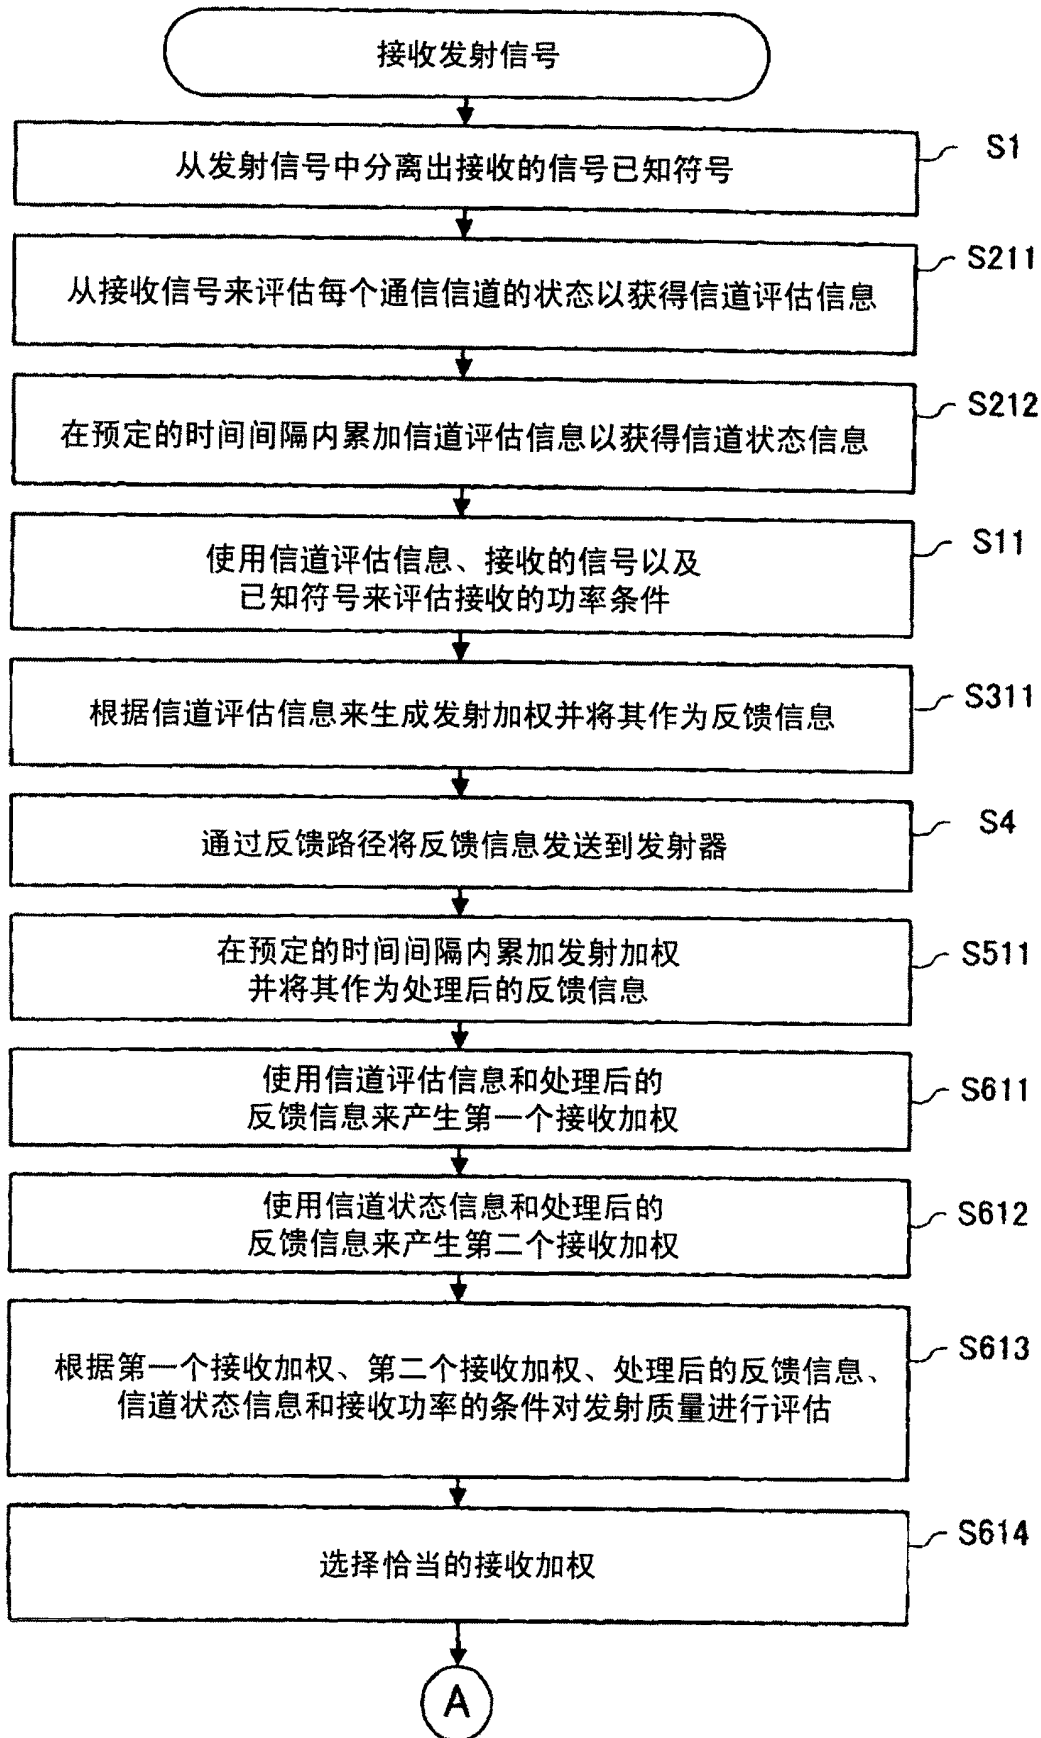 接收发射信号
从发射信号中分离出接收的信号已知符号
S1
从接收信号来评估每个通信信道的状态以获得信道评估信息
S211
在预定的时间间隔内累加信道评估信息以获得信道状态信息
S212
使用信道评估信息、接收的信号以及
已知符号来评估接收的功率条件
S11
根据信道评估信息来生成发射加权并将其作为反馈信息
S311
通过反馈路径将反馈信息发送到发射器
S4
在预定的时间间隔内累加发射加权
并将其作为处理后的反馈信息
S511
使用信道评估信息和处理后的
反馈信息来产生第一个接收加权
S611
使用信道状态信息和处理后的
反馈信息来产生第二个接收加权
S612
根据第一个接收加权、第二个接收加权、处理后的反馈信息、
信道状态信息和接收功率的条件对发射质量进行评估
S613
选择恰当的接收加权
S614
A